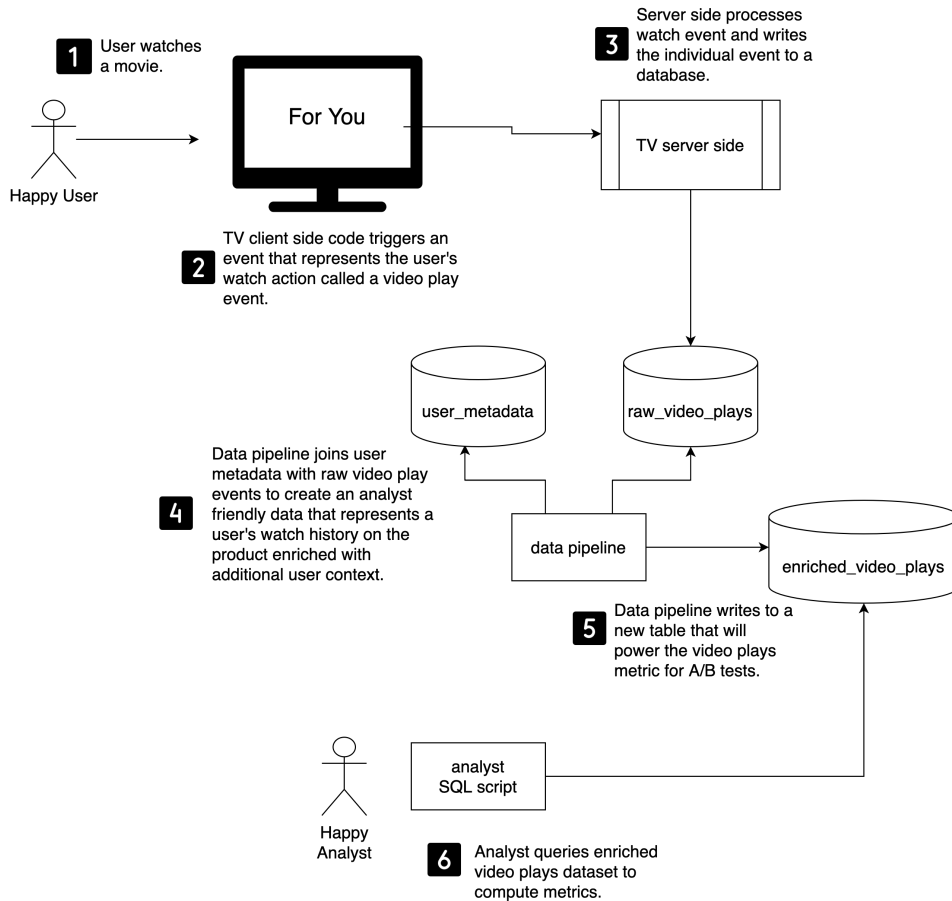 1
User watches
a movie.
Happy User
For You
2
TV client side code triggers an
event that represents the user's
watch action called a video play
event.
3
Server side processes
watch event and writes
the individual event to a
database.
TV server side
user_metadata
raw_video_plays
4
Data pipeline joins user
metadata with raw video play
events to create an analyst
friendly data that represents a
user's watch history on the
product enriched with
additional user context.
data pipeline
enriched_video_plays
5
Data pipeline writes to a
new table that will
power the video plays
metric for A/B tests.
Happy
Analyst
analyst
SQL script
6
Analyst queries enriched
video plays dataset to
compute metrics.